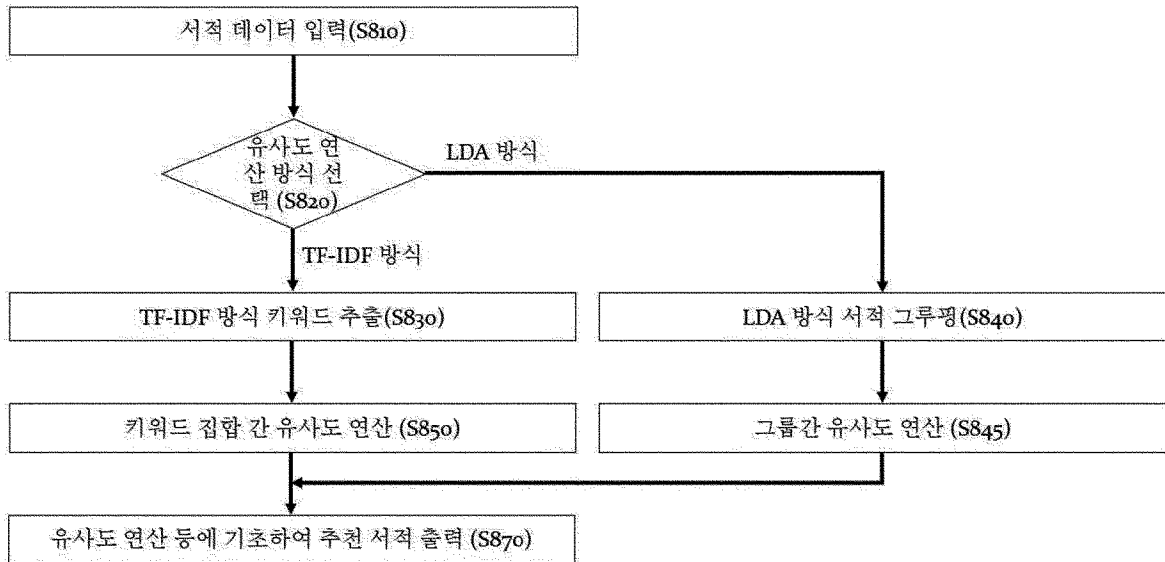 서적 데이터 입력(S810)
유사도 연
산 방식 선
택 (S820)
LDA 방식
TF-IDF 방식
TF-IDF 방식 키워드 추출(S830)
LDA 방식 서적 그루핑(S840)
키워드 집합 간 유사도 연산 (S850)
그룹간 유사도 연산 (S845)
유사도 연산 등에 기초하여 추천 서적 출력 (S870)